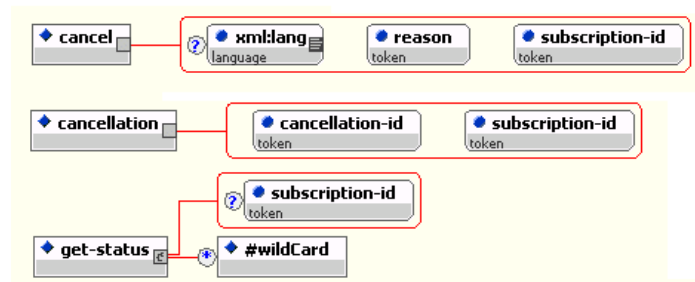 cancel ? xml:lang reason subscription-id
language token token
cancellation cancellation-id subscription-id
token token
? subscription-id
token
get-status * #wildCard